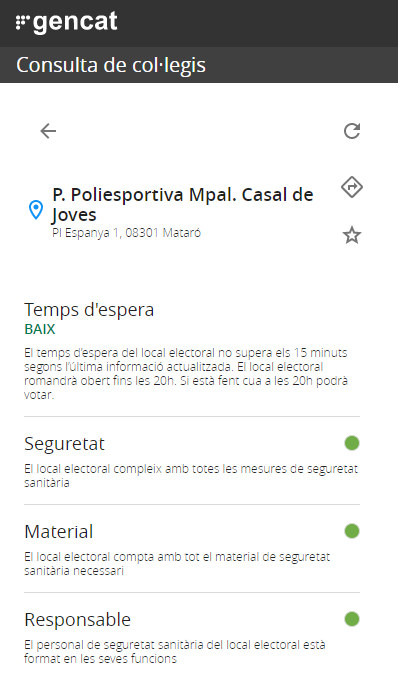 gencat
Consulta de col·legis
P. Poliesportiva Mpal. Casal de
Joves
Pl Espanya 1, 08301 Mataró
Temps d'espera
BAIX
El temps d'espera del local electoral no supera els 15 minuts
segons l'última informació actualitzada. El local electoral
romandrà obert fins les 20h. Si està fent cua a les 20h podrà
votar.
Seguretat
El local electoral compleix amb totes les mesures de seguretat
sanitària
Material
El local electoral compta amb tot el material de seguretat
sanitària necessari
Responsable
El personal de seguretat sanitària del local electoral està
format en les seves funcions